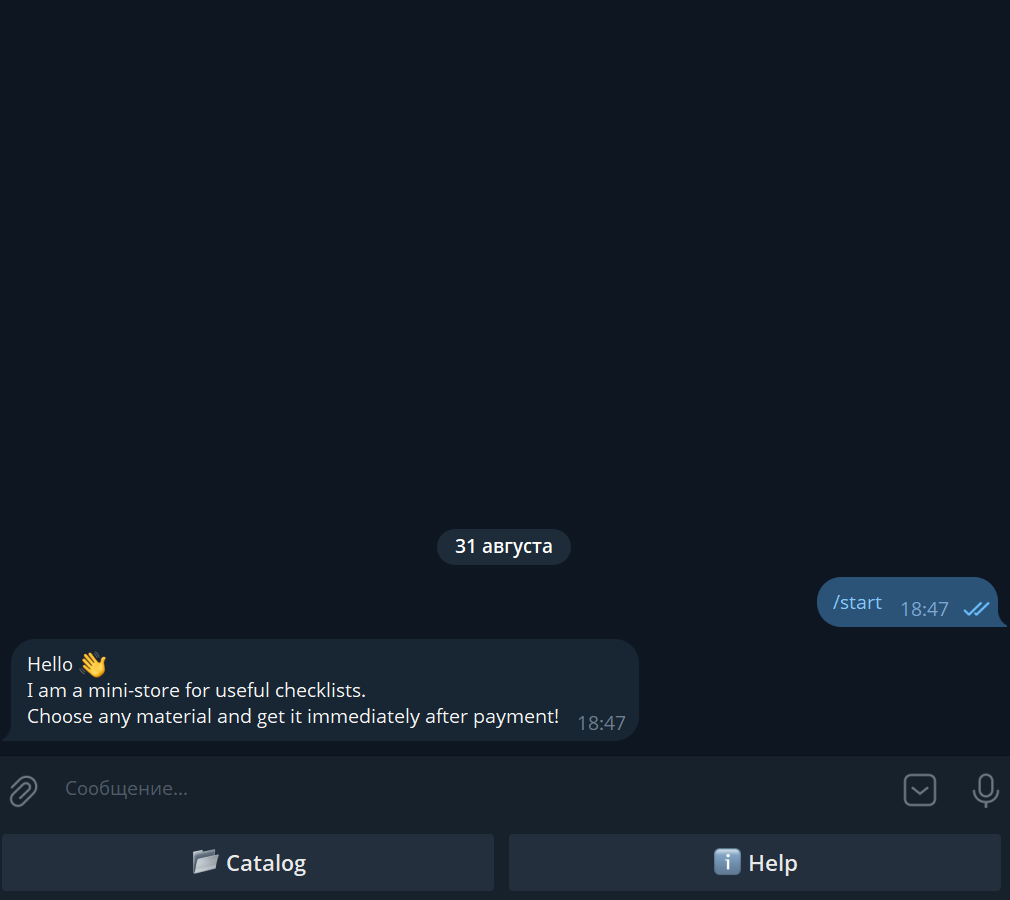 31 августа
/start 18:47
Hello 👋
I am a mini-store for useful checklists.
Choose any material and get it immediately after payment! 18:47
Сообщение...
Catalog
Help